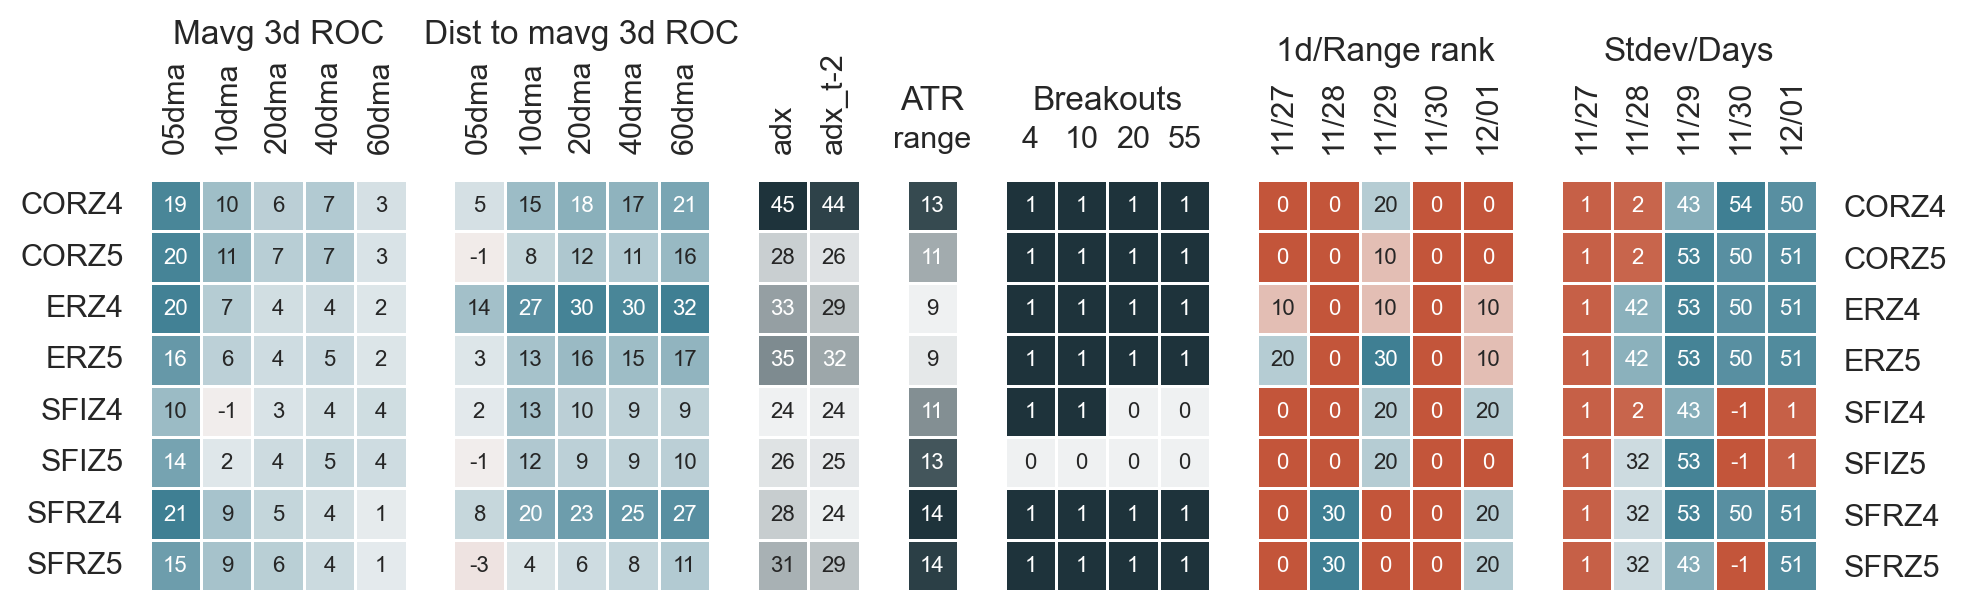 Mavg 3d ROC Dist to mavg 3d ROC 1d/Range rank Stdev/Days
ATR Breakouts
05dma 10dma 20dma 40dma 60dma 05dma 10dma 20dma 40dma 60dma adx adx_t-2 range 4 10 20 55 11/27 11/28 11/29 11/30 12/01 11/27 11/28 11/29 11/30 12/01
CORZ4 19 10 6 7 3 5 15 18 17 21 45 44 13 1 1 1 1 0 0 20 0 0 1 2 43 54 50 CORZ4
CORZ5 20 11 7 7 3 -1 8 12 11 16 28 26 11 1 1 1 1 0 0 10 0 0 1 2 53 50 51 CORZ5
ERZ4 20 7 4 4 2 14 27 30 30 32 33 29 9 1 1 1 1 10 0 10 0 10 1 42 53 50 51 ERZ4
ERZ5 16 6 4 5 2 3 13 16 15 17 35 32 9 1 1 1 1 20 0 30 0 10 1 42 53 50 51 ERZ5
SFIZ4 10 -1 3 4 4 2 13 10 9 9 24 24 11 1 1 0 0 0 0 20 0 20 1 2 43 -1 1 SFIZ4
SFIZ5 14 2 4 5 4 -1 12 9 9 10 26 25 13 0 0 0 0 0 0 20 0 0 1 32 53 -1 1 SFIZ5
SFRZ4 21 9 5 4 1 8 20 23 25 27 28 24 14 1 1 1 1 0 30 0 0 20 1 32 53 50 51 SFRZ4
SFRZ5 15 9 6 4 1 -3 4 6 8 11 31 29 14 1 1 1 1 0 30 0 0 20 1 32 43 -1 51 SFRZ5